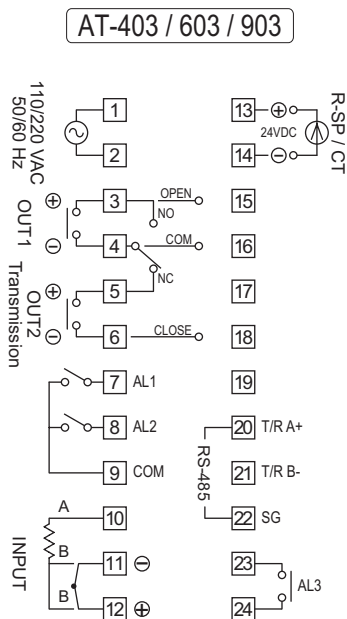 AT-403 / 603 / 903
110/220 VAC
50/60 Hz
1
2
13
14
24VDC
R-SP / CT
OUT1
3
4
OPEN
NO
COM
NC
15
16
OUT2
Transmission
5
6
CLOSE
17
18
7 AL1
8 AL2
9 COM
19
20 T/R A+
21 T/R B-
22 SG
RS-485
INPUT
A
B
B
10
11
12
23
24
AL3